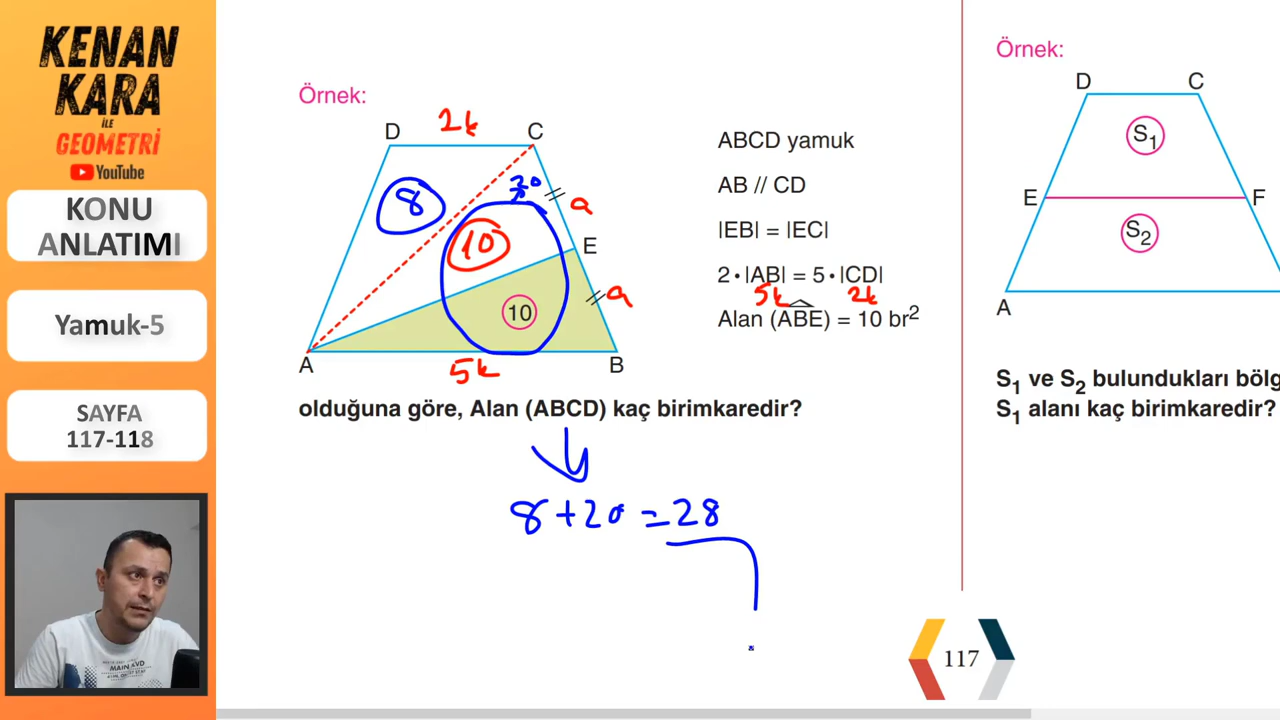 KENAN
KARA
İLE
GEOMETRİ
YouTube
KONU
ANLATIMI
Yamuk-5
SAYFA
117-118
Örnek:
2k
D
C
8
20
a
10
E
a
10
A
5k
B
ABCD yamuk
AB // CD
|EB| = |EC|
2 • |AB| = 5 • |CD|
5k 2k
Alan (ABE) = 10 br²
olduğuna göre, Alan (ABCD) kaç birimkaredir?
8 + 20 = 28
117
Örnek:
D
C
S1
E
F
S2
A
S1 ve S2 bulundukları bölg
S1 alanı kaç birimkaredir?